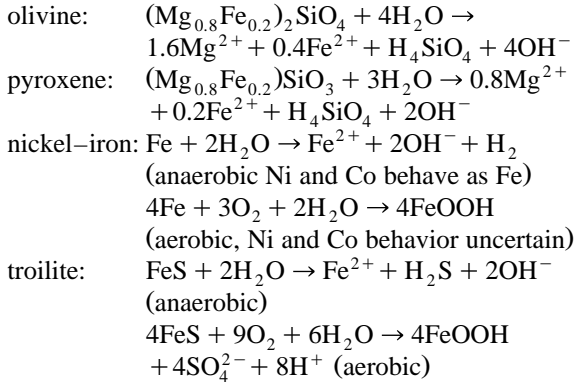 olivine: (Mg₀.₈Fe₀.₂)₂SiO₄ + 4H₂O →
1.6Mg²⁺ + 0.4Fe²⁺ + H₄SiO₄ + 4OH⁻
pyroxene: (Mg₀.₈Fe₀.₂)SiO₃ + 3H₂O → 0.8Mg²⁺
+ 0.2Fe²⁺ + H₄SiO₄ + 2OH⁻
nickel–iron: Fe + 2H₂O → Fe²⁺ + 2OH⁻ + H₂
(anaerobic Ni and Co behave as Fe)
4Fe + 3O₂ + 2H₂O → 4FeOOH
(aerobic, Ni and Co behavior uncertain)
troilite: FeS + 2H₂O → Fe²⁺ + H₂S + 2OH⁻
(anaerobic)
4FeS + 9O₂ + 6H₂O → 4FeOOH
+ 4SO₄²⁻ + 8H⁺ (aerobic)